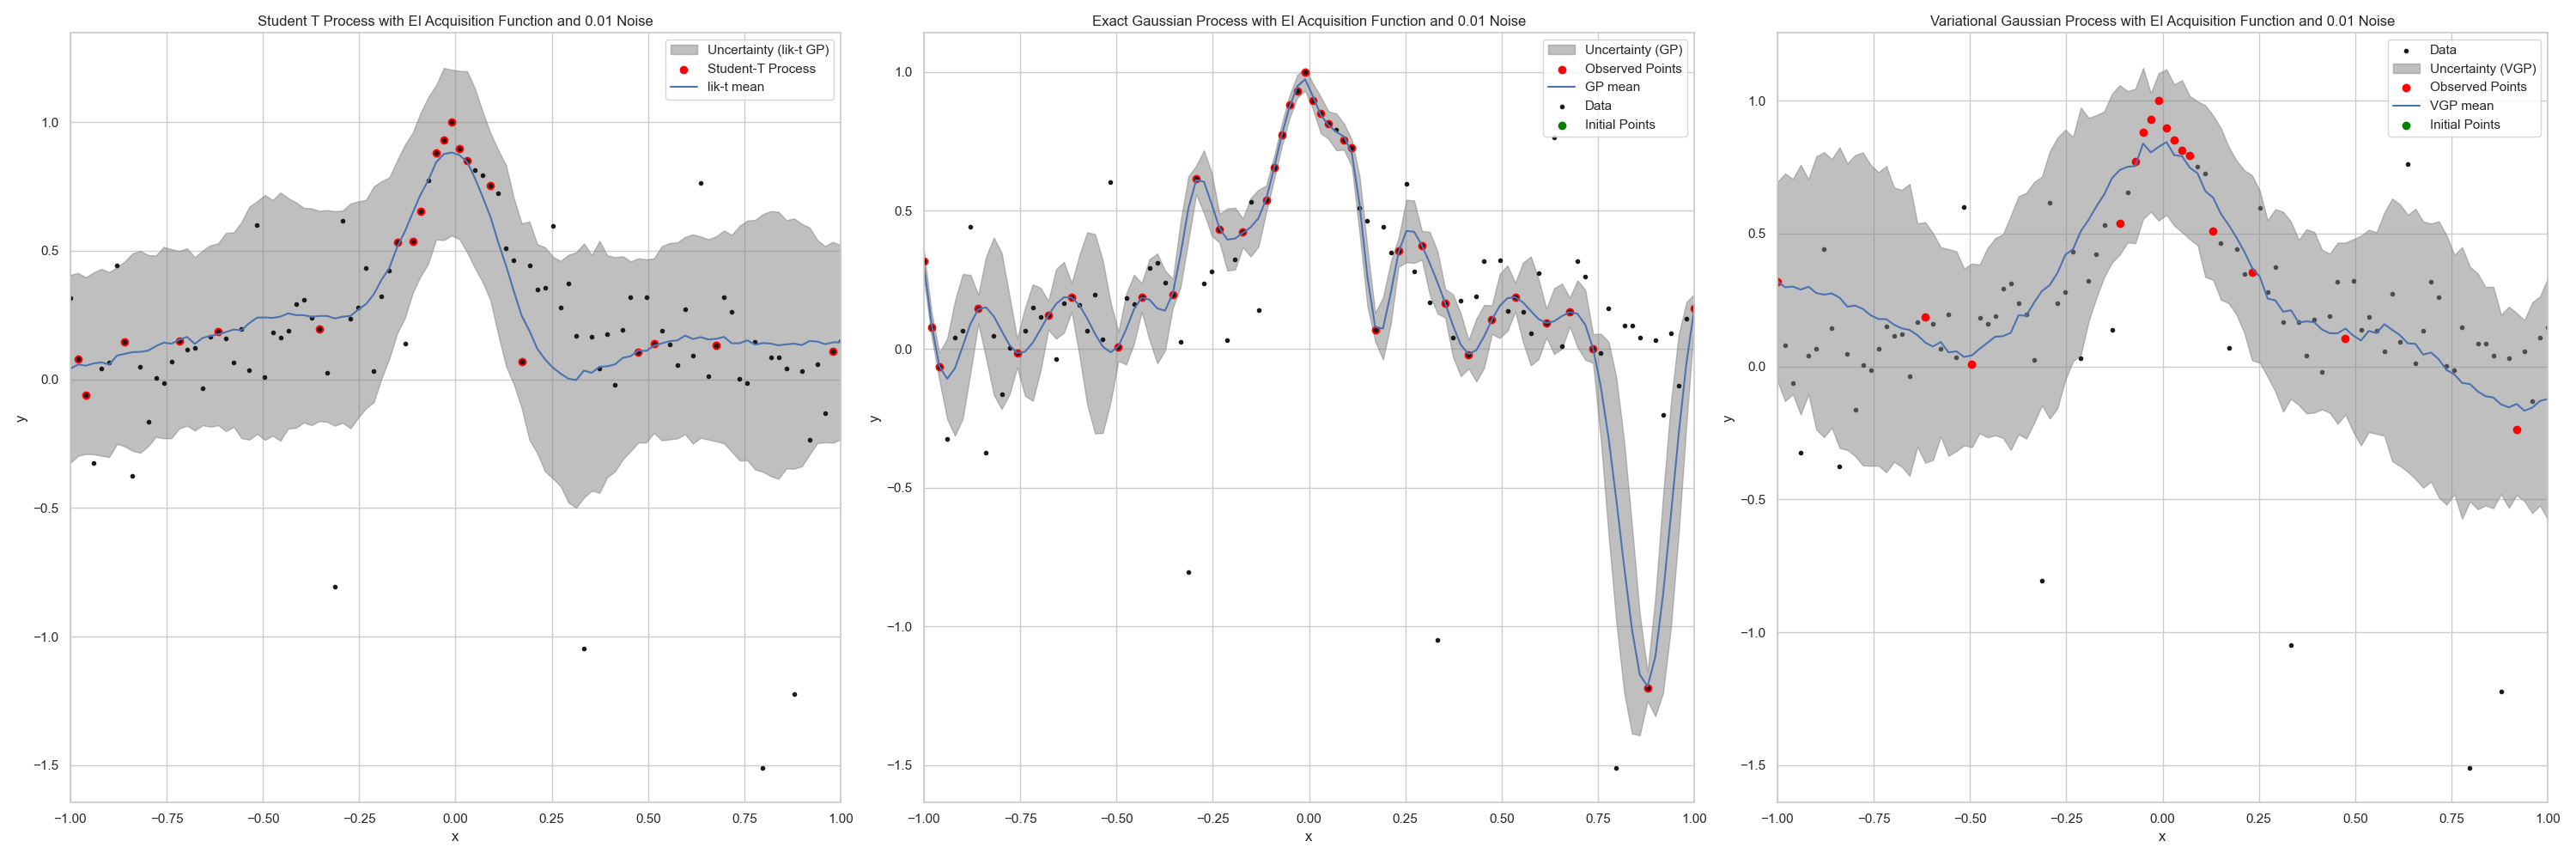 Student T Process with EI Acquisition Function and 0.01 Noise
Uncertainty (lik-t GP)
Student-T Process
lik-t mean
1.0
0.5
0.0
−0.5
−1.0
−1.5
y
−1.00 −0.75 −0.50 −0.25 0.00 0.25 0.50 0.75 1.00
x
Exact Gaussian Process with EI Acquisition Function and 0.01 Noise
Uncertainty (GP)
Observed Points
GP mean
Data
Initial Points
1.0
0.5
0.0
−0.5
−1.0
−1.5
y
−1.00 −0.75 −0.50 −0.25 0.00 0.25 0.50 0.75 1.00
x
Variational Gaussian Process with EI Acquisition Function and 0.01 Noise
Data
Uncertainty (VGP)
Observed Points
VGP mean
Initial Points
1.0
0.5
0.0
−0.5
−1.0
−1.5
y
−1.00 −0.75 −0.50 −0.25 0.00 0.25 0.50 0.75 1.00
x